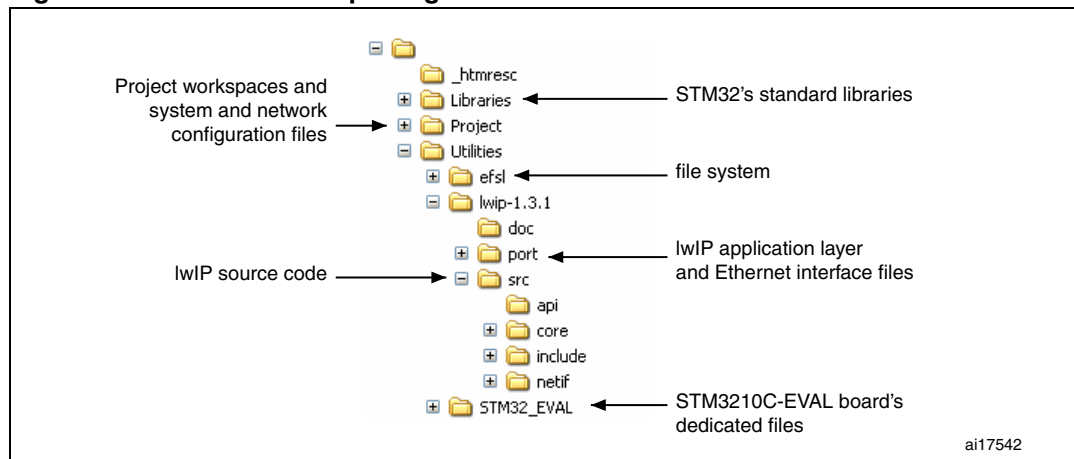 _htmresc
Project workspaces and
system and network
configuration files
Libraries
STM32's standard libraries
Project
Utilities
efsl
file system
lwip-1.3.1
doc
port
lwIP application layer
and Ethernet interface files
lwIP source code
src
api
core
include
netif
STM32_EVAL
STM3210C-EVAL board's
dedicated files
ai17542